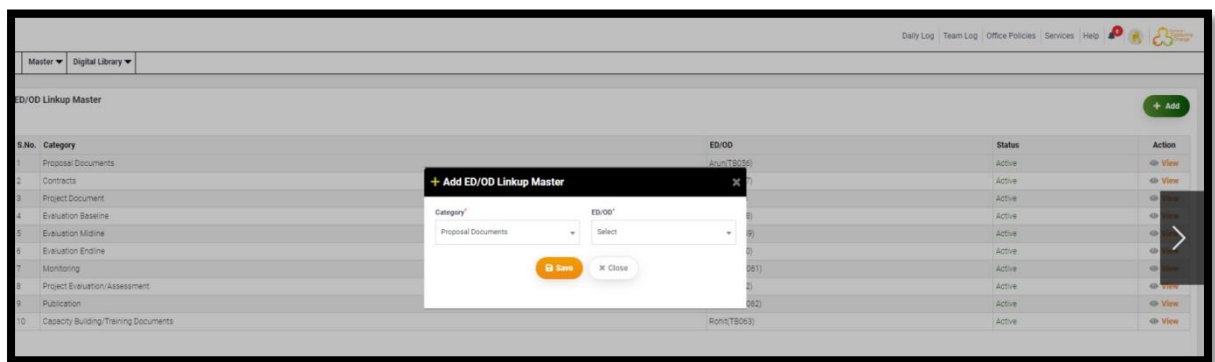 Daily Log Team Log Office Policies Services Help
Master Digital Library
ED/OD Linkup Master
+ Add
S.No. Category ED/OD Status Action
1 Proposal Documents Arun(TB056) Active View
2 Contracts Active View
3 Project Document Active
4 Evaluation Baseline Active
5 Evaluation Midline Active
6 Evaluation Endline Active
7 Monitoring Active
8 Project Evaluation/Assessment Active
9 Publication Active View
10 Capacity Building/Training Documents Rohit(TB063) Active View
+ Add ED/OD Linkup Master
Category* ED/OD*
Proposal Documents Select
Save Close